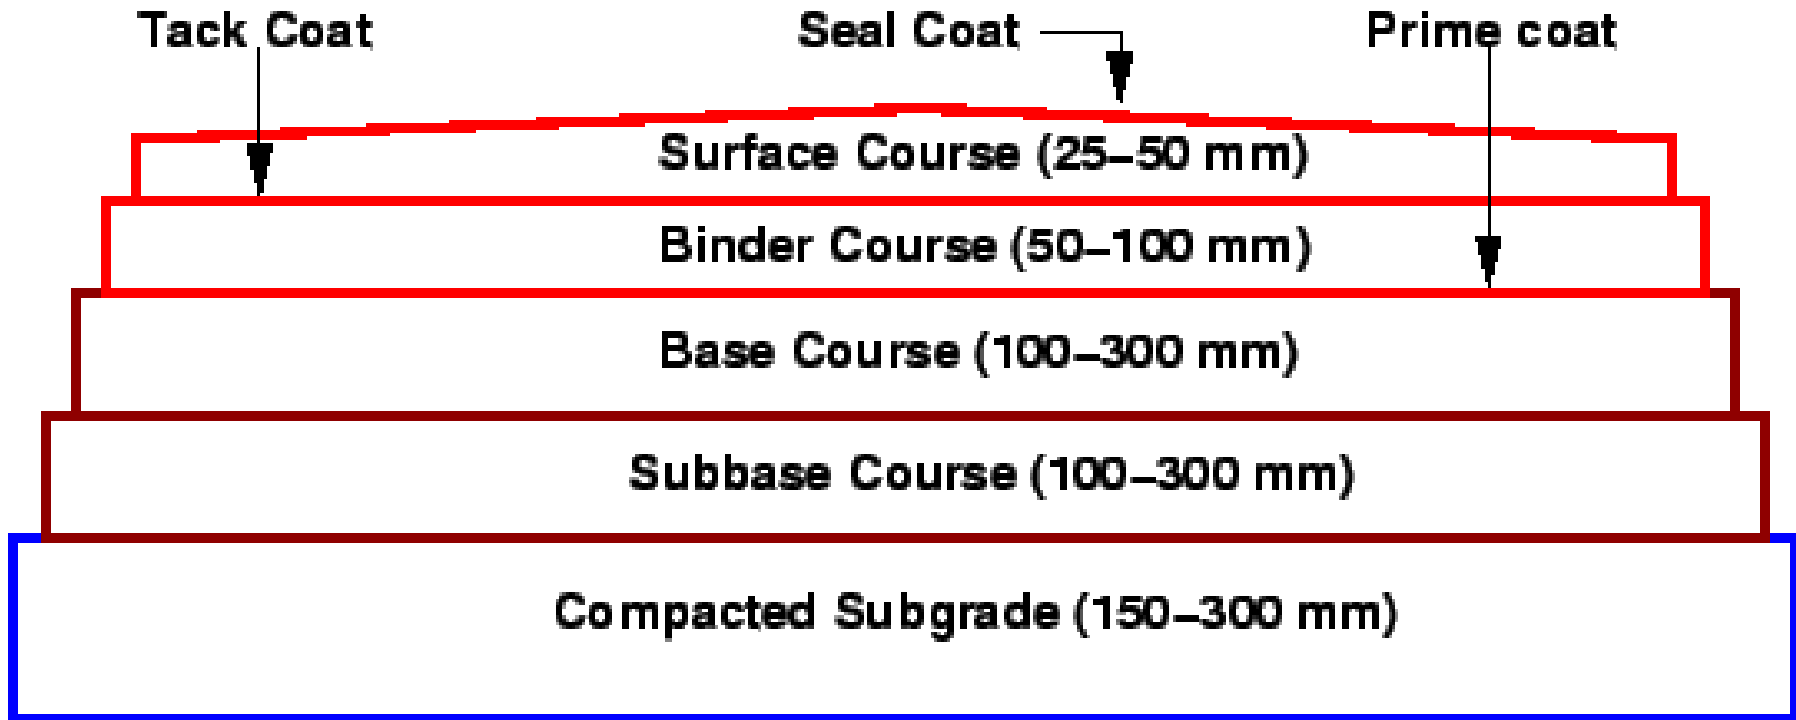 Tack Coat
Seal Coat
Prime coat
Surface Course (25–50 mm)
Binder Course (50–100 mm)
Base Course (100–300 mm)
Subbase Course (100–300 mm)
Compacted Subgrade (150–300 mm)